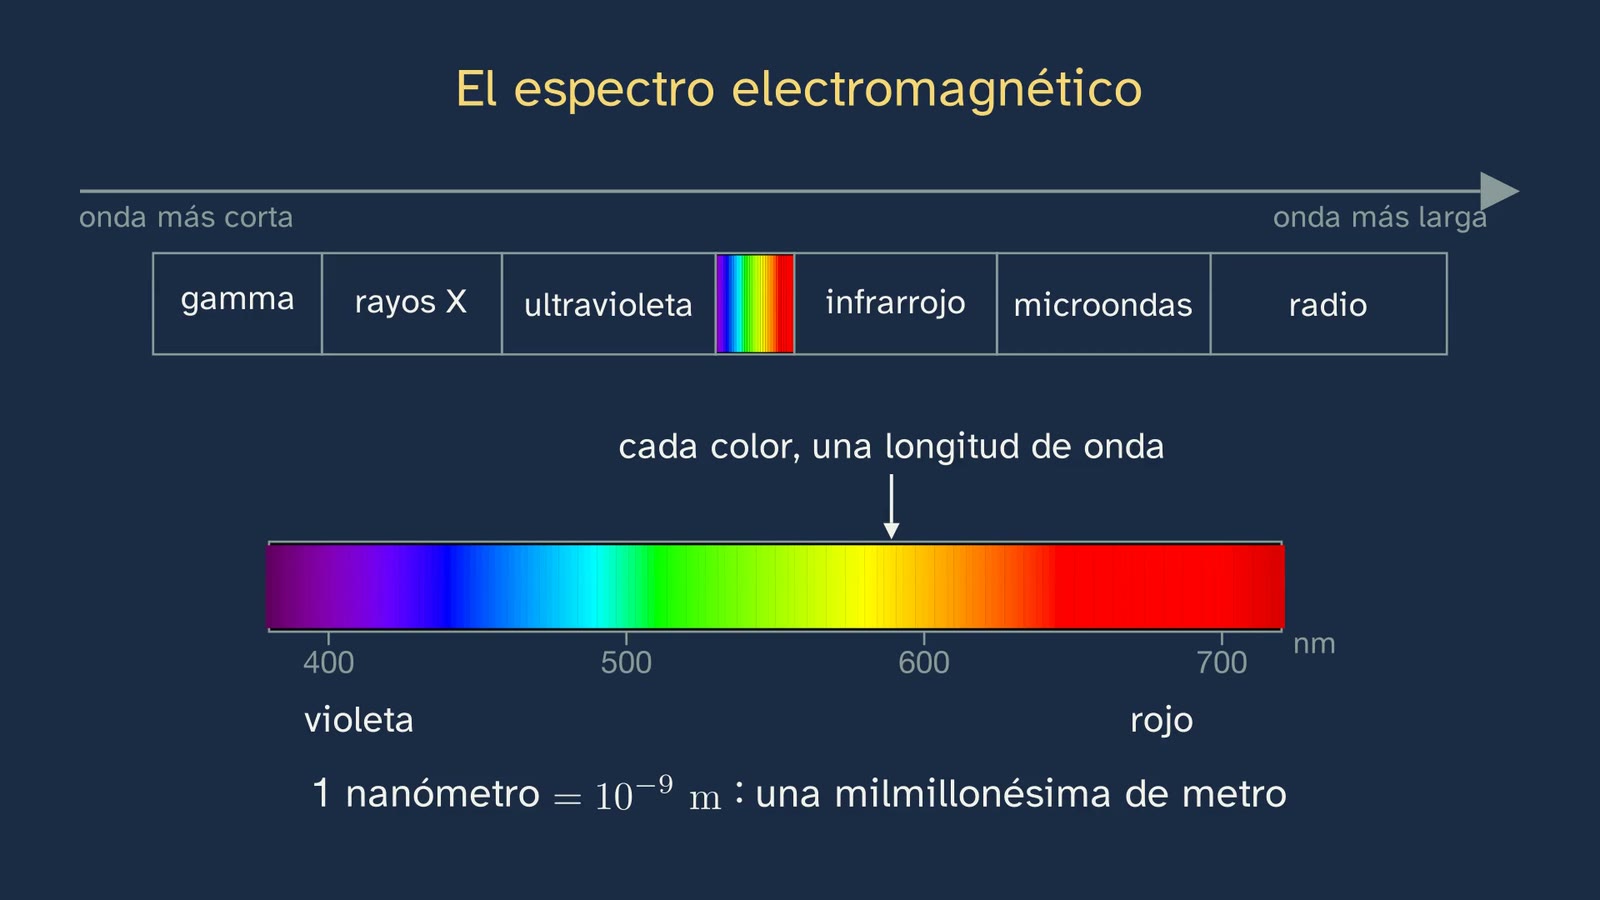 El espectro electromagnético
onda más corta onda más larga
gamma rayos X ultravioleta infrarrojo microondas radio
cada color, una longitud de onda
400 500 600 700 nm
violeta rojo
1 nanómetro = 10⁻⁹ m : una milmillonésima de metro